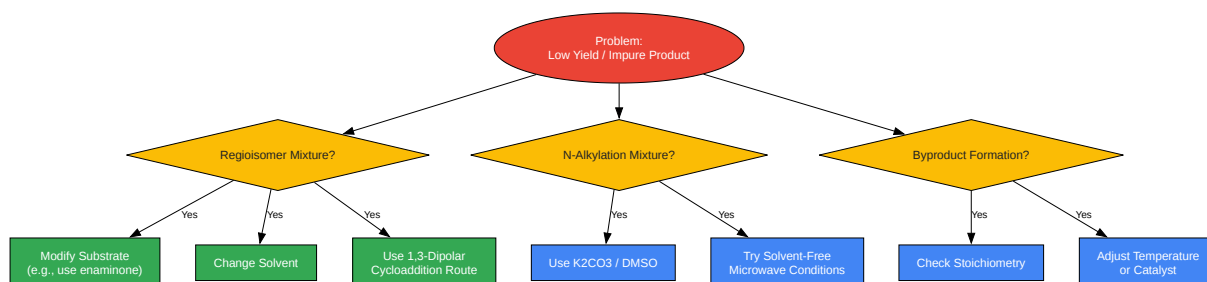 Problem:
Low Yield / Impure Product
Regioisomer Mixture?
N-Alkylation Mixture?
Byproduct Formation?
Yes
Yes
Yes
Yes
Yes
Yes
Yes
Modify Substrate
(e.g., use enaminone)
Change Solvent
Use 1,3-Dipolar
Cycloaddition Route
Use K2CO3 / DMSO
Try Solvent-Free
Microwave Conditions
Check Stoichiometry
Adjust Temperature
or Catalyst